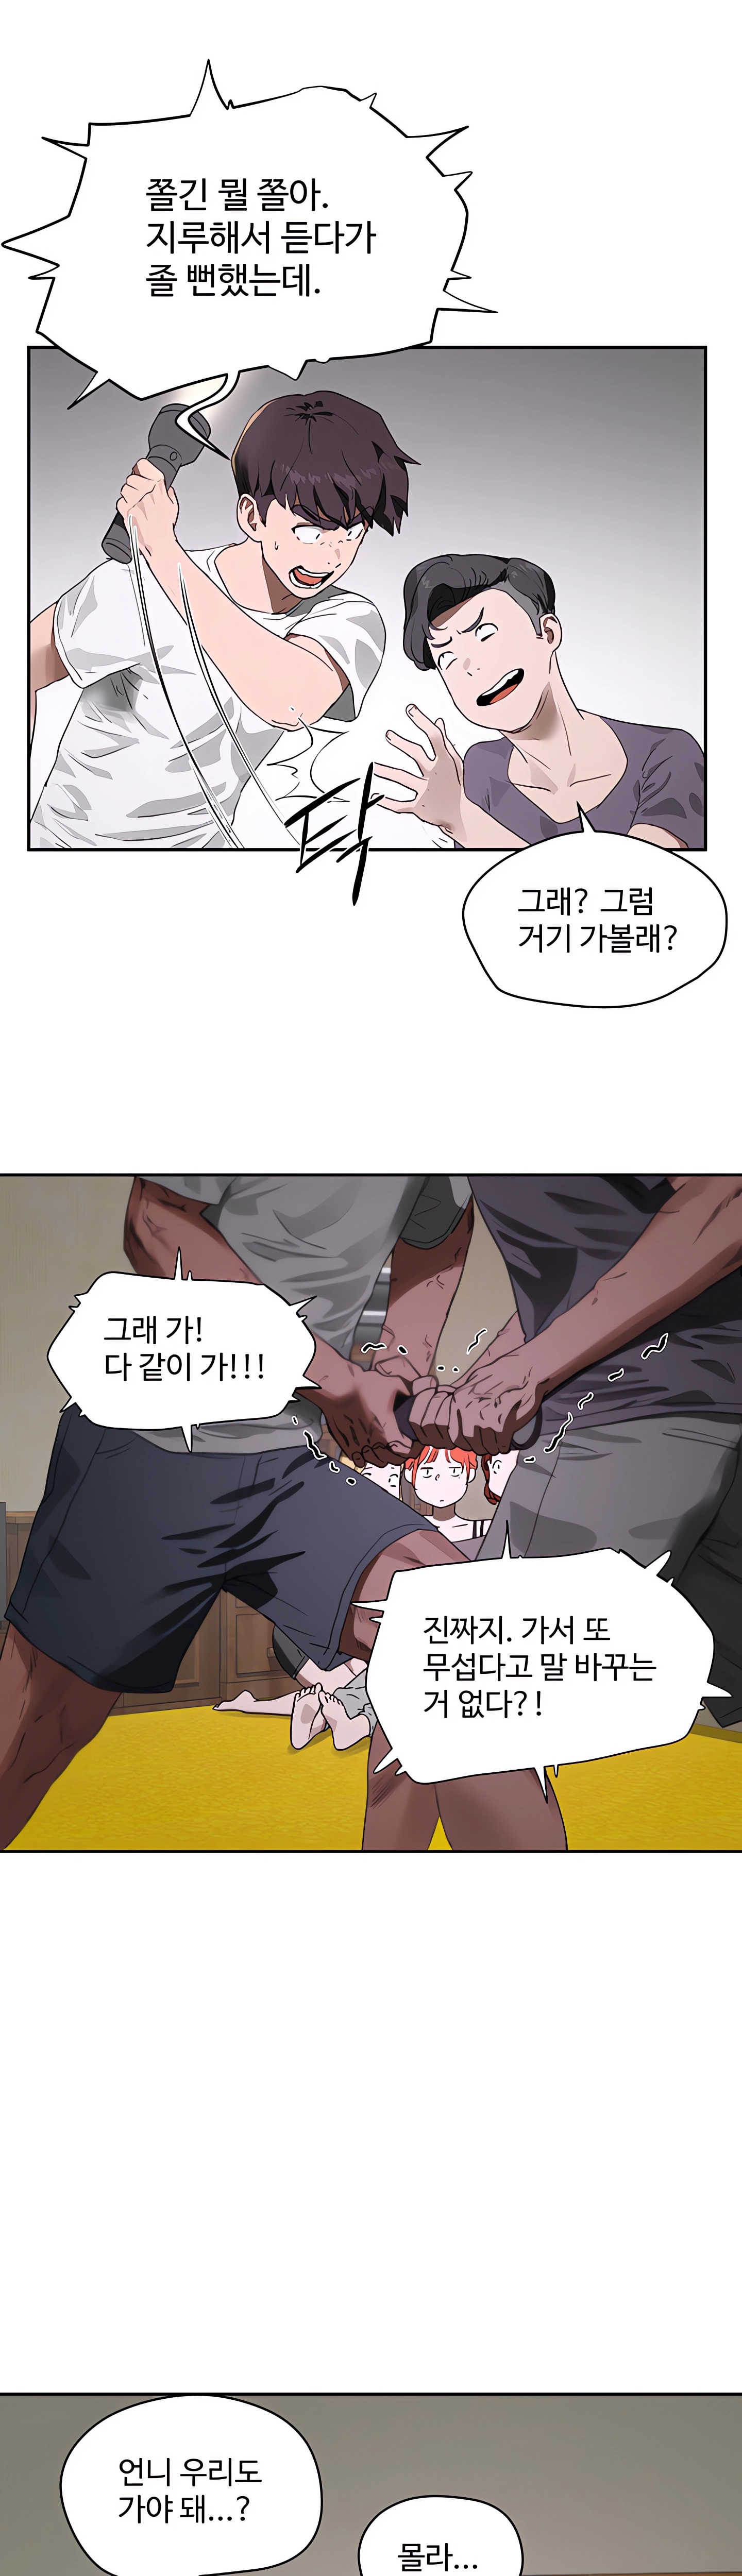 쫄긴 뭘 쫄아.
지루해서 듣다가
졸 뻔했는데.
탁
그래? 그럼
거기 가볼래?
그래 가!
다 같이 가!!!
진짜지. 가서 또
무섭다고 말 바꾸는
거 없다?!
언니 우리도
가야 돼...?
몰라...